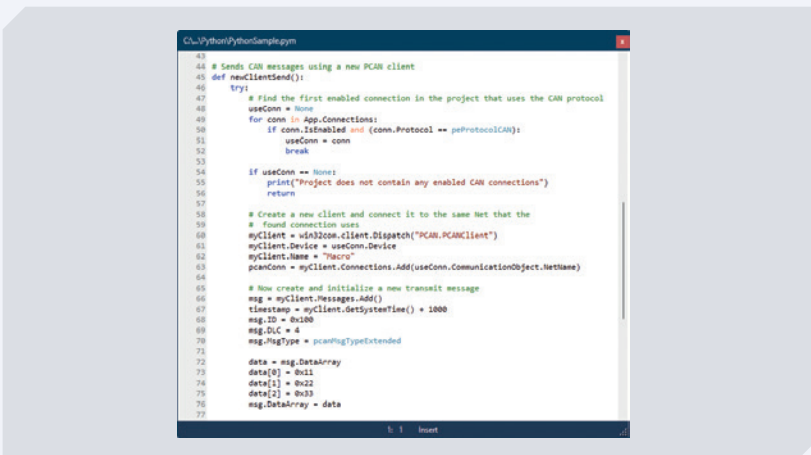 C:\...\Python\PythonSample.pym
x
43
44 # Sends CAN messages using a new PCAN client
45 def newClientSend():
46     try:
47         # Find the first enabled connection in the project that uses the CAN protocol
48         useConn = None
49         for conn in App.Connections:
50             if conn.IsEnabled and (conn.Protocol == peProtocolCAN):
51                 useConn = conn
52                 break
53
54         if useConn == None:
55             print("Project does not contain any enabled CAN connections")
56             return
57
58         # Create a new client and connect it to the same Net that the
59         #  found connection uses
60         myClient = win32com.client.Dispatch("PCAN.PCANClient")
61         myClient.Device = useConn.Device
62         myClient.Name = "Macro"
63         pcanConn = myClient.Connections.Add(useConn.CommunicationObject.NetName)
64
65         # Now create and initialize a new transmit message
66         msg = myClient.Messages.Add()
67         timestamp = myClient.GetSystemTime() + 1000
68         msg.ID = 0x100
69         msg.DLC = 4
70         msg.MsgType = pcanMsgTypeExtended
71
72         data = msg.DataArray
73         data[0] = 0x11
74         data[1] = 0x22
75         data[2] = 0x33
76         msg.DataArray = data
77
1: 1 Insert